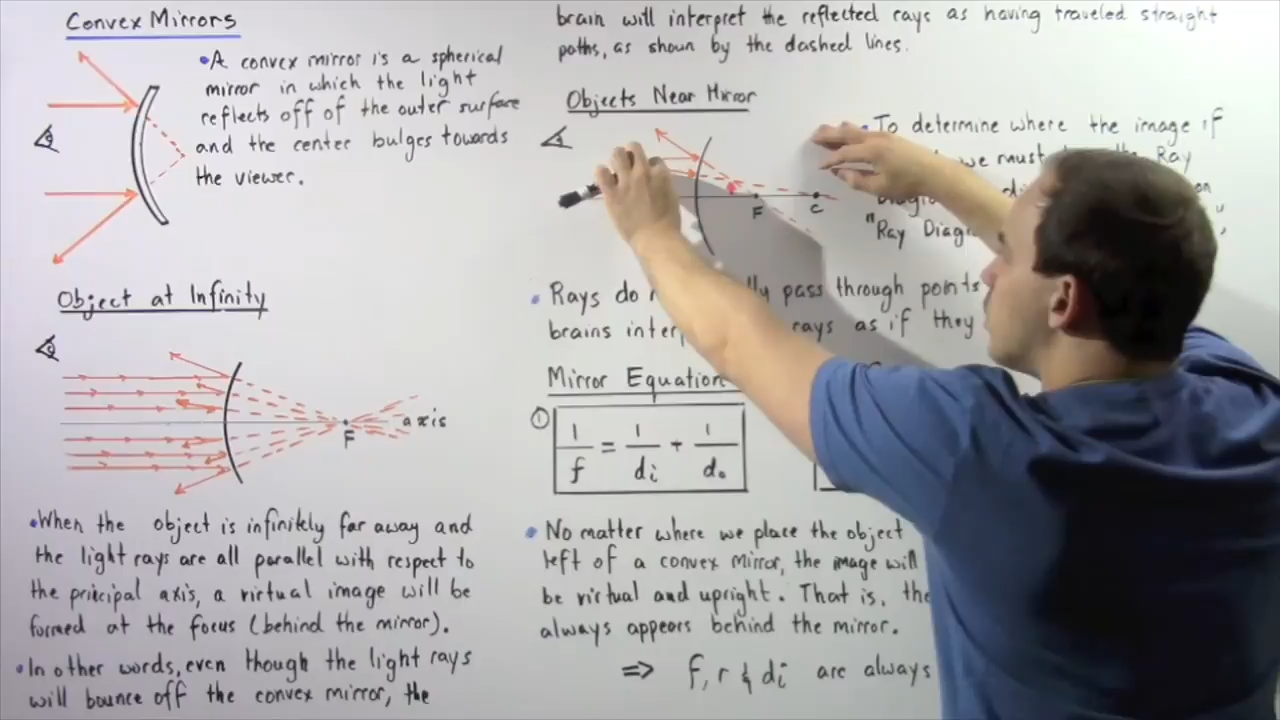 Convex Mirrors
• A convex mirror is a spherical
mirror in which the light
reflects off of the outer surface
and the center bulges towards
the viewer.
Object at Infinity
F
axis
• When the object is infinitely far away and
the light rays are all parallel with respect to
the principal axis, a virtual image will be
formed at the focus (behind the mirror).
• In other words, even though the light rays
will bounce off the convex mirror, the
brain will interpret the reflected rays as having traveled straight
paths, as shown by the dashed lines.
Objects Near Mirror
F
C
• To determine where the image if
we must Ray
"Ray
• Rays do pass through points
brains rays as if they
Mirror Equation
①
1/f = 1/di + 1/do
• No matter where we place the object
left of a convex mirror, the image will
be virtual and upright. That is, the
always appears behind the mirror.
⇒ f, r & di are always